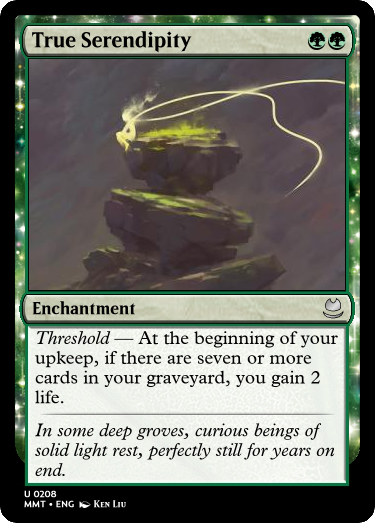 True Serendipity
Enchantment
Threshold — At the beginning of your
upkeep, if there are seven or more
cards in your graveyard, you gain 2
life.
In some deep groves, curious beings of
solid light rest, perfectly still for years on
end.
U 0208
MMT • ENG Ken Liu